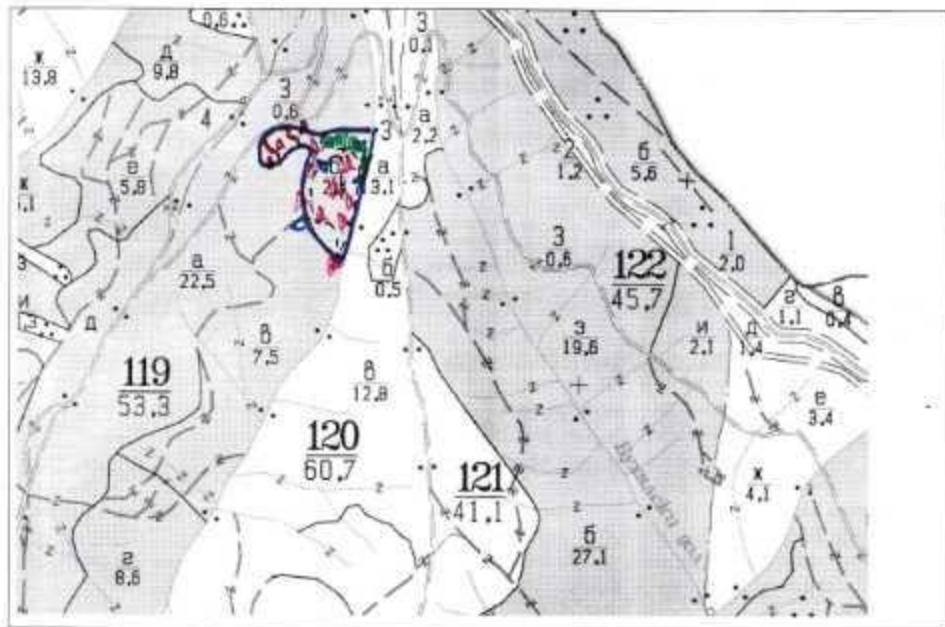 0,6
З
0,1
ж
13,8
д
9,8
З
0,6
4
3
а
2,2
2
1,2
б
5,6
е
5,8
а
3,1
ж
1
2,0
З
0,6
122
45,7
а
22,5
б
0,5
г
1,1
в
0,4
з
и
д
в
7,5
з
19,6
и
2,1
д
1,4
119
53,3
в
12,8
е
3,4
120
60,7
121
41,1
ж
4,1
б
27,1
г
8,6